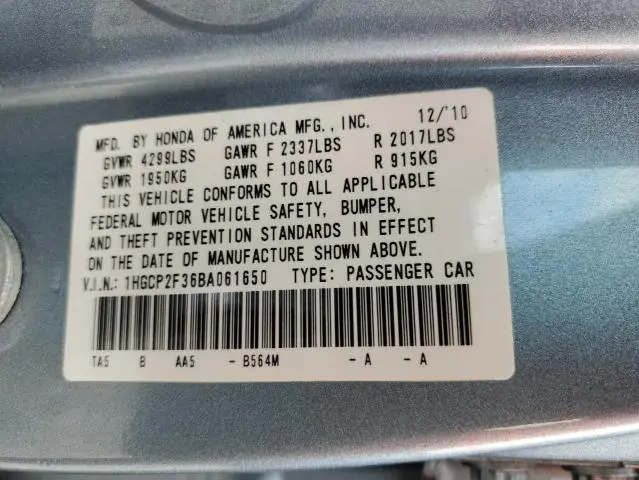 MFD. BY HONDA OF AMERICA MFG., INC. 12/'10
GVWR 4299LBS GAWR F 2337LBS R 2017LBS
GVWR 1950KG GAWR F 1060KG R 915KG
THIS VEHICLE CONFORMS TO ALL APPLICABLE
FEDERAL MOTOR VEHICLE SAFETY, BUMPER,
AND THEFT PREVENTION STANDARDS IN EFFECT
ON THE DATE OF MANUFACTURE SHOWN ABOVE.
V.I.N.: 1HGCP2F36BA061650 TYPE: PASSENGER CAR
TA5 B AA5 - B564M - A - A